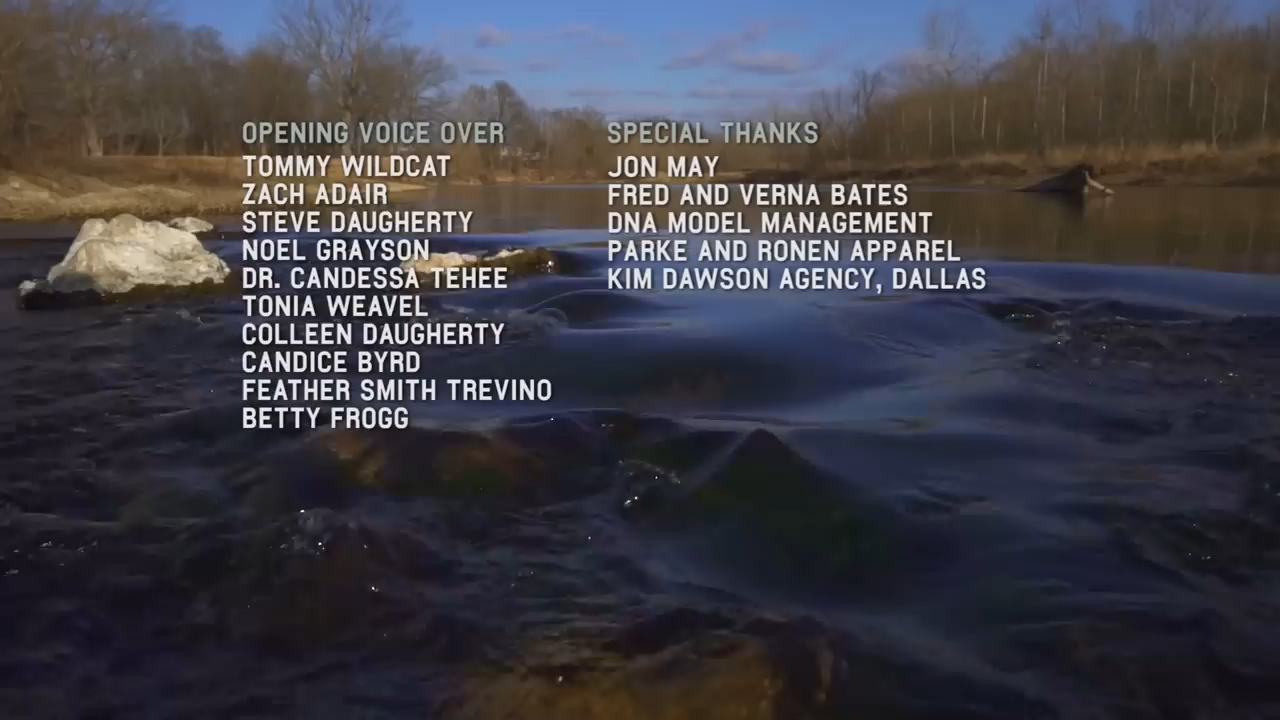 OPENING VOICE OVER
TOMMY WILDCAT
ZACH ADAIR
STEVE DAUGHERTY
NOEL GRAYSON
DR. CANDESSA TEHEE
TONIA WEAVEL
COLLEEN DAUGHERTY
CANDICE BYRD
FEATHER SMITH TREVINO
BETTY FROGG
SPECIAL THANKS
JON MAY
FRED AND VERNA BATES
DNA MODEL MANAGEMENT
PARKE AND RONEN APPAREL
KIM DAWSON AGENCY, DALLAS